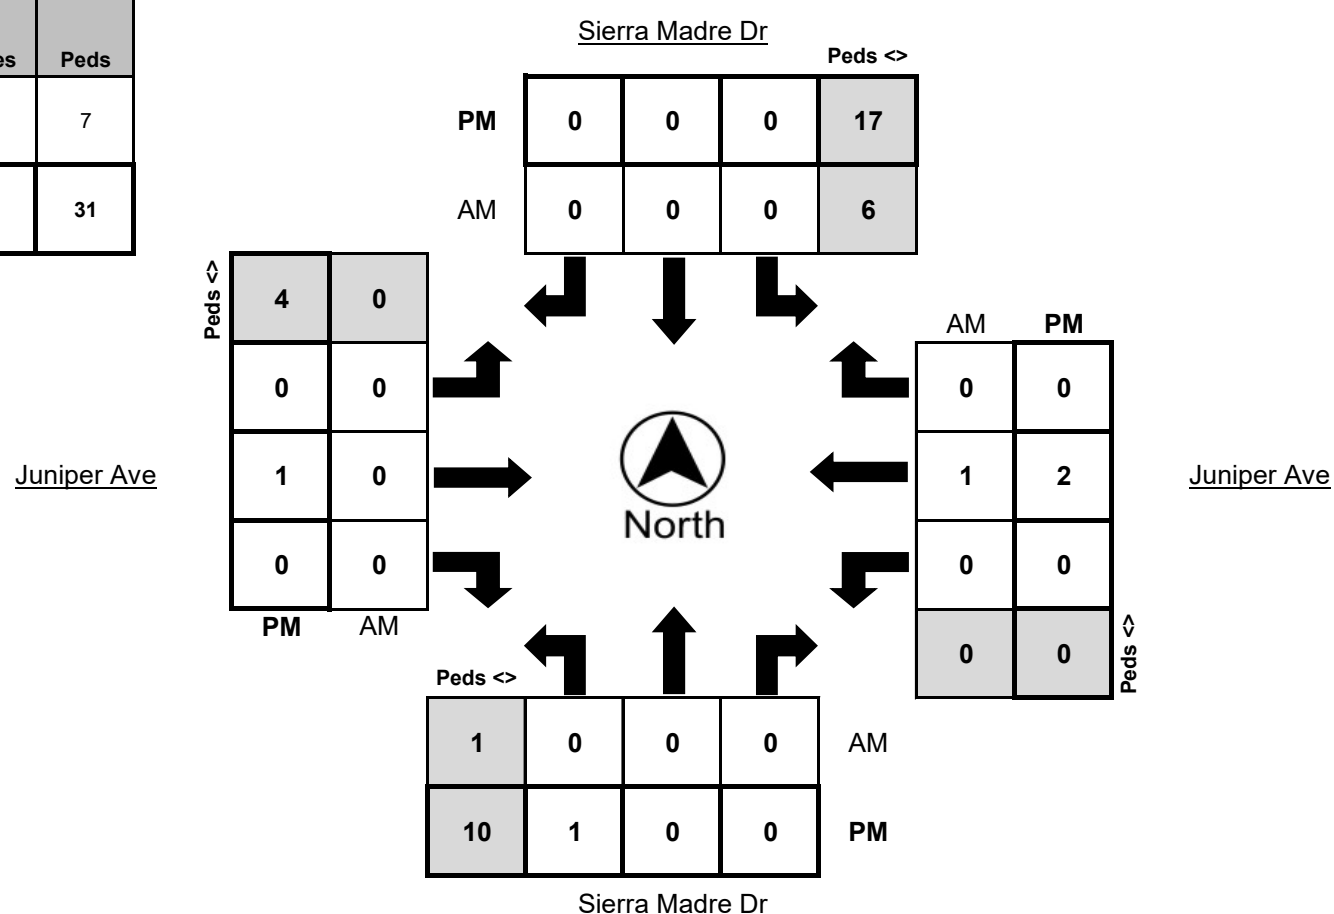 Sierra Madre Dr
es Peds
Peds <>
7
PM 0 0 0 17
31
AM 0 0 0 6
Peds <>
4 0
AM PM
0 0
0 0
Juniper Ave
1 0
North
1 2
Juniper Ave
0 0
0 0
PM AM
0 0
Peds <>
Peds <>
1 0 0 0 AM
10 1 0 0 PM
Sierra Madre Dr